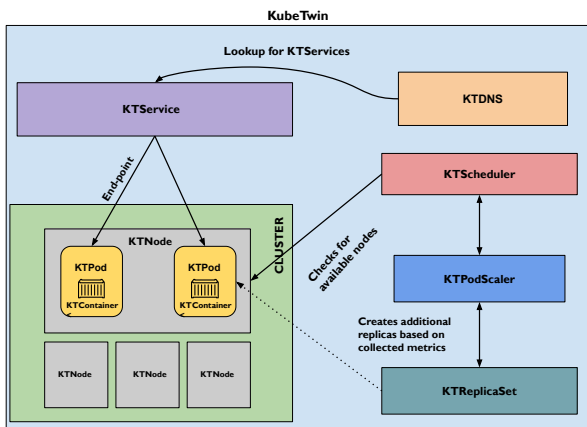 KubeTwin
Lookup for KTServices
KTService
KTDNS
End-point
KTScheduler
CLUSTER
KTNode
KTPod
KTContainer
KTPod
KTContainer
Checks for
available nodes
KTPodScaler
Creates additional
replicas based on
collected metrics
KTNode
KTNode
KTNode
KTReplicaSet